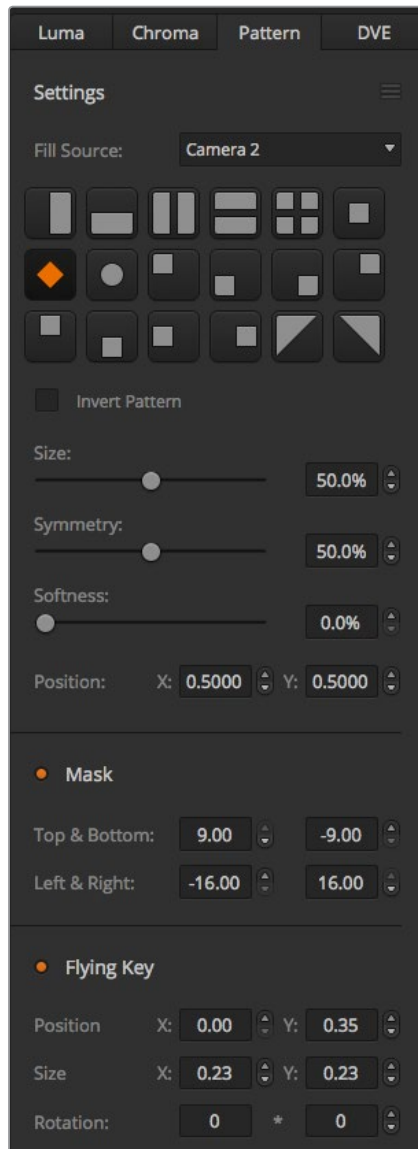 Luma Chroma Pattern DVE
Settings
Fill Source: Camera 2
Invert Pattern
Size:
50.0%
Symmetry:
50.0%
Softness:
0.0%
Position: X: 0.5000 Y: 0.5000
Mask
Top & Bottom: 9.00 -9.00
Left & Right: -16.00 16.00
Flying Key
Position X: 0.00 Y: 0.35
Size X: 0.23 Y: 0.23
Rotation: 0 * 0